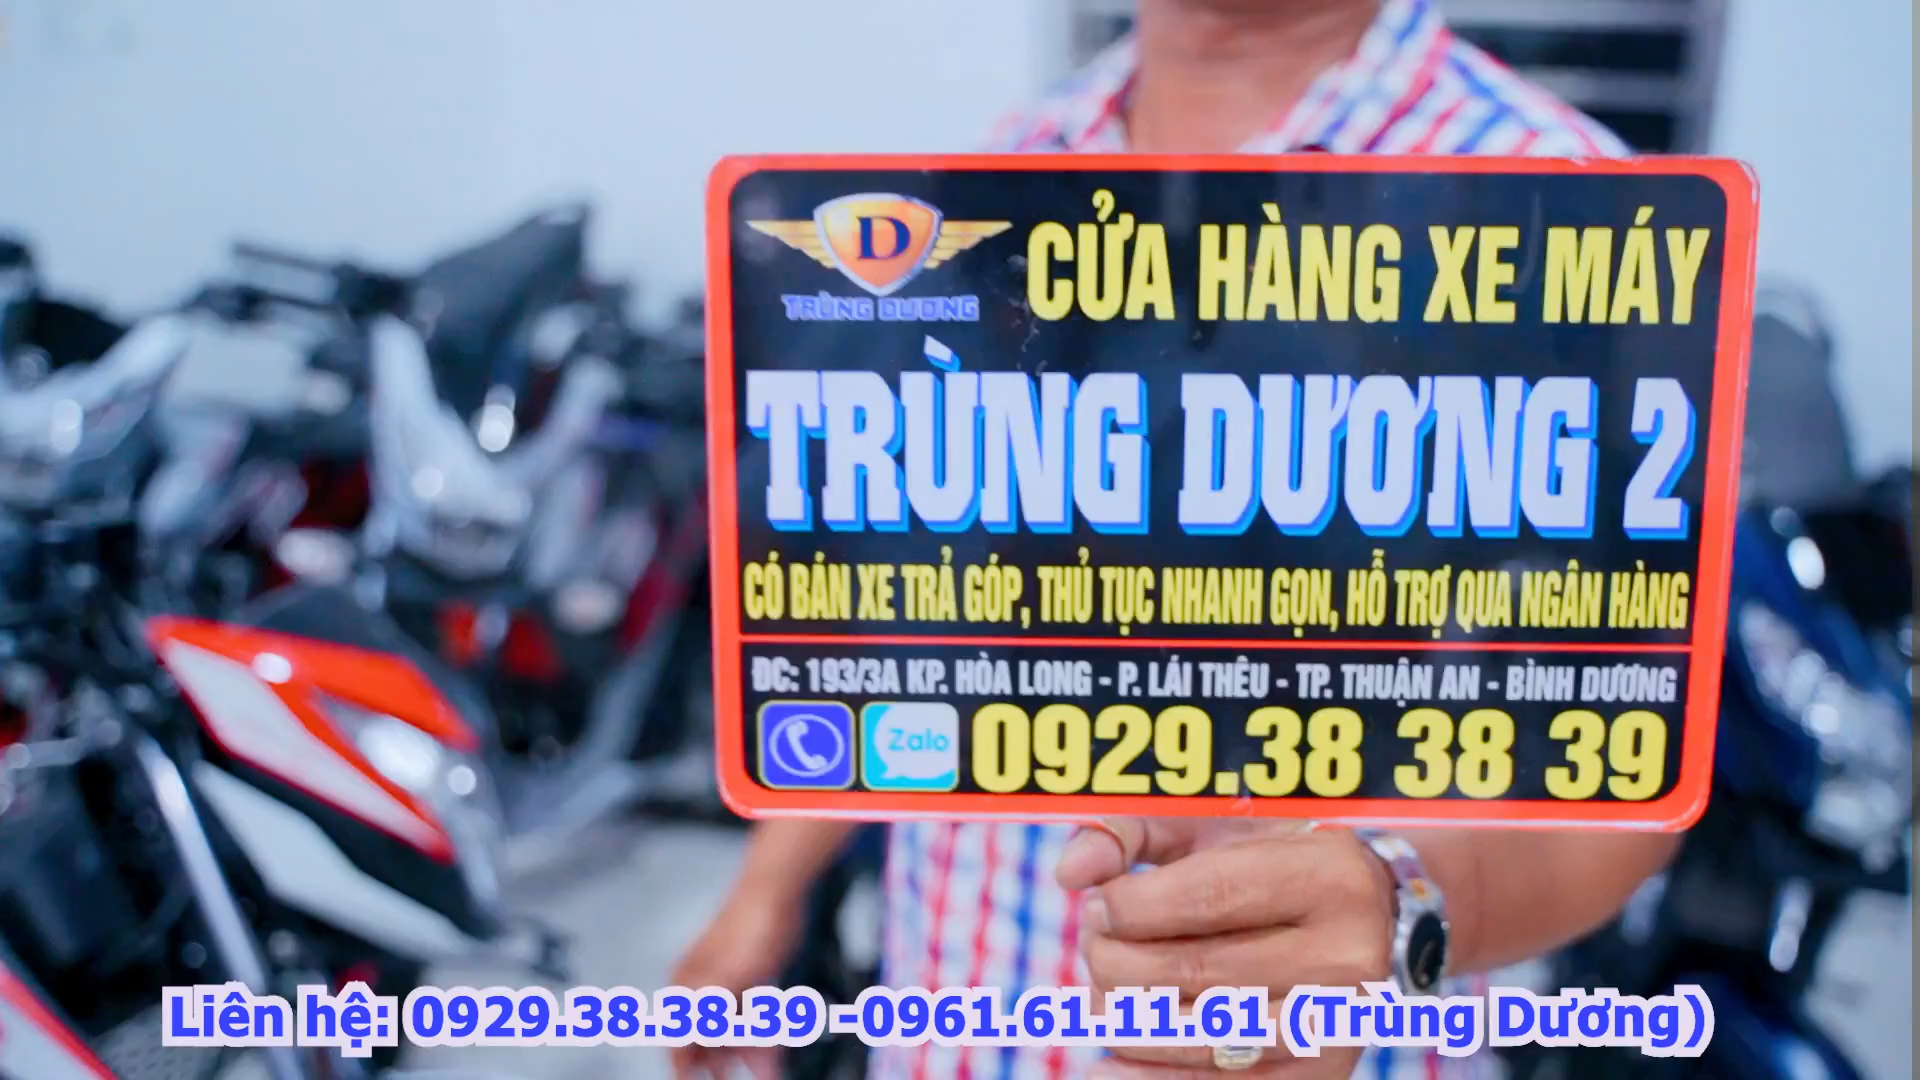 D
TRÙNG DƯƠNG
CỬA HÀNG XE MÁY
TRÙNG DƯƠNG 2
CÓ BÁN XE TRẢ GÓP, THỦ TỤC NHANH GỌN, HỖ TRỢ QUA NGÂN HÀNG
ĐC: 193/3A KP. HÒA LONG - P. LÁI THÊU - TP. THUẬN AN - BÌNH DƯƠNG
Zalo 0929.38 38 39
Liên hệ: 0929.38.38.39 -0961.61.11.61 (Trùng Dương)